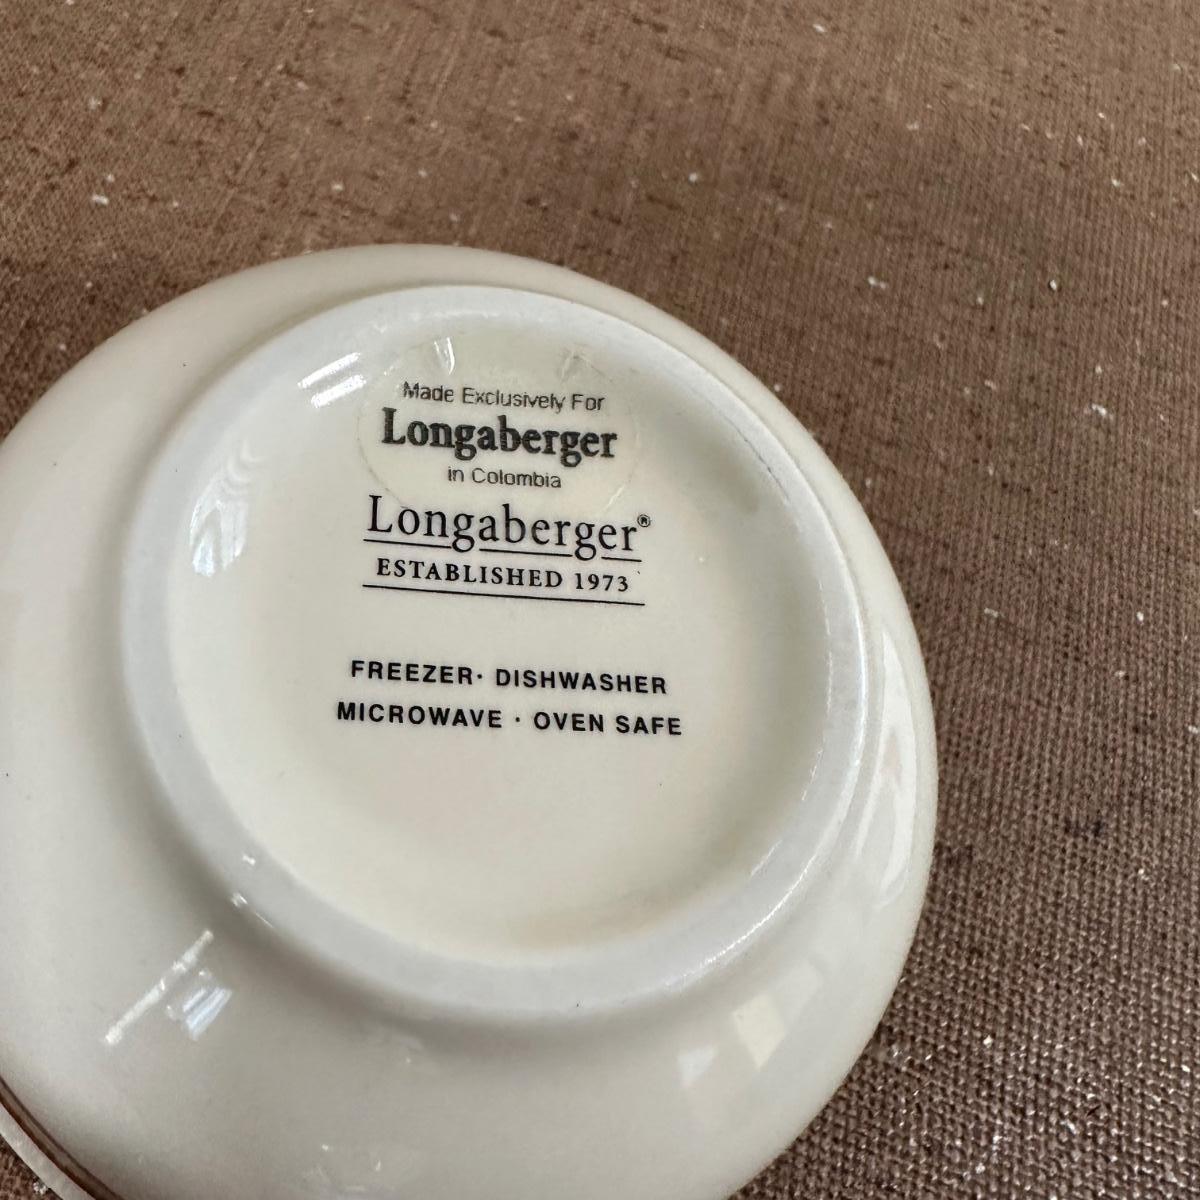 Made Exclusively For
Longaberger
in Colombia
Longaberger®
ESTABLISHED 1973
FREEZER · DISHWASHER
MICROWAVE · OVEN SAFE